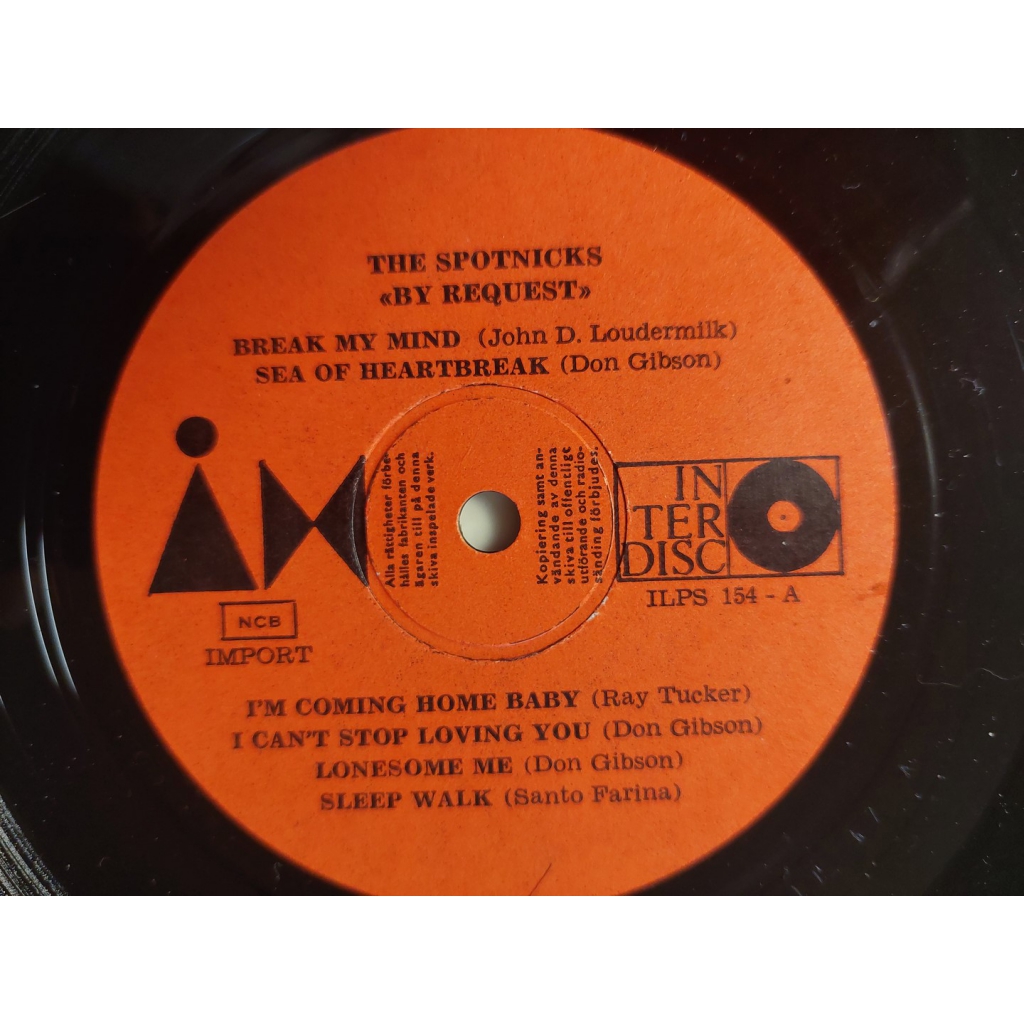 THE SPOTNICKS
«BY REQUEST»
BREAK MY MIND (John D. Loudermilk)
SEA OF HEARTBREAK (Don Gibson)
Alla rättigheter förbe-
hålles fabrikanten och
ägaren till på denna
skiva inspelade verk.
Kopiering samt an-
vändande av denna
skiva till offentlige
utförande och radio-
sänding förbjudes.
IN
TER
DISC
ILPS 154 - A
NCB
IMPORT
I'M COMING HOME BABY (Ray Tucker)
I CAN'T STOP LOVING YOU (Don Gibson)
LONESOME ME (Don Gibson)
SLEEP WALK (Santo Farina)